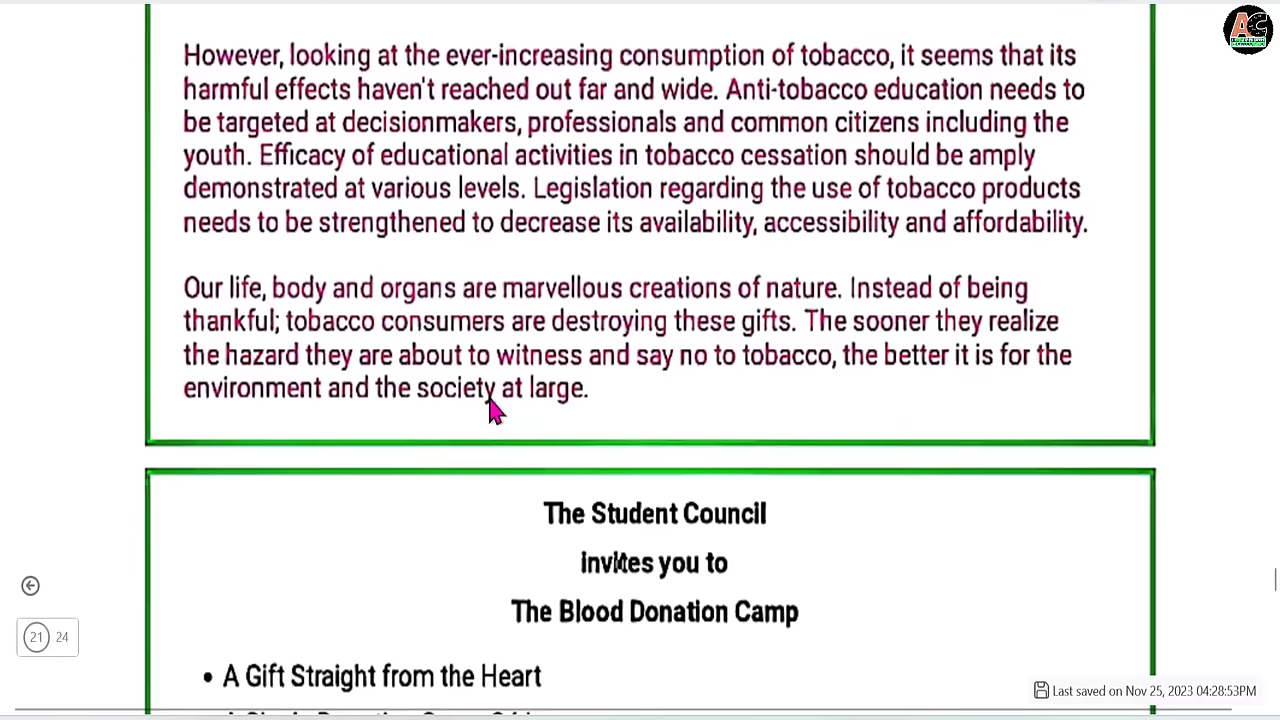 However, looking at the ever-increasing consumption of tobacco, it seems that its
harmful effects haven't reached out far and wide. Anti-tobacco education needs to
be targeted at decisionmakers, professionals and common citizens including the
youth. Efficacy of educational activities in tobacco cessation should be amply
demonstrated at various levels. Legislation regarding the use of tobacco products
needs to be strengthened to decrease its availability, accessibility and affordability.
Our life, body and organs are marvellous creations of nature. Instead of being
thankful; tobacco consumers are destroying these gifts. The sooner they realize
the hazard they are about to witness and say no to tobacco, the better it is for the
environment and the society at large.
The Student Council
invites you to
The Blood Donation Camp
• A Gift Straight from the Heart
21 24
Last saved on Nov 25, 2023 04:28:53PM
AC